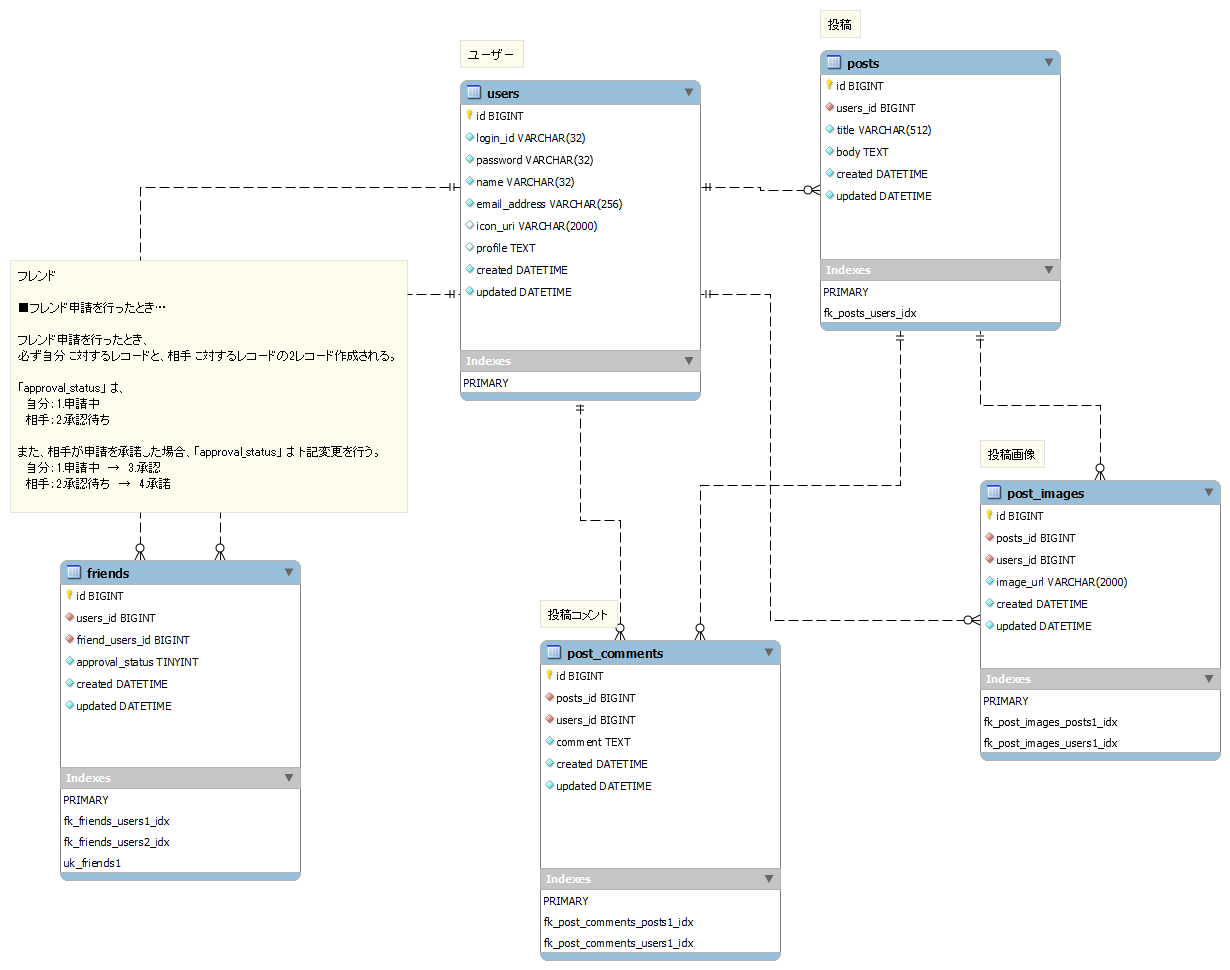 投稿
posts
id BIGINT
users_id BIGINT
title VARCHAR(512)
body TEXT
created DATETIME
updated DATETIME
Indexes
PRIMARY
fk_posts_users_idx
ユーザー
users
id BIGINT
login_id VARCHAR(32)
password VARCHAR(32)
name VARCHAR(32)
email_address VARCHAR(256)
icon_uri VARCHAR(2000)
profile TEXT
created DATETIME
updated DATETIME
Indexes
PRIMARY
フレンド
■フレンド申請を行ったとき…
フレンド申請を行ったとき、
必ず自分に対するレコードと、相手に対するレコードの2レコード作成される。
「approval_status」は、
自分：1.申請中
相手：2.承認待ち
また、相手が申請を承諾した場合、「approval_status」は下記変更を行う。
自分：1.申請中 → 3.承認
相手：2.承認待ち → 4.承諾
friends
id BIGINT
users_id BIGINT
friend_users_id BIGINT
approval_status TINYINT
created DATETIME
updated DATETIME
Indexes
PRIMARY
fk_friends_users1_idx
fk_friends_users2_idx
uk_friends1
投稿コメント
post_comments
id BIGINT
posts_id BIGINT
users_id BIGINT
comment TEXT
created DATETIME
updated DATETIME
Indexes
PRIMARY
fk_post_comments_posts1_idx
fk_post_comments_users1_idx
投稿画像
post_images
id BIGINT
posts_id BIGINT
users_id BIGINT
image_url VARCHAR(2000)
created DATETIME
updated DATETIME
Indexes
PRIMARY
fk_post_images_posts1_idx
fk_post_images_users1_idx